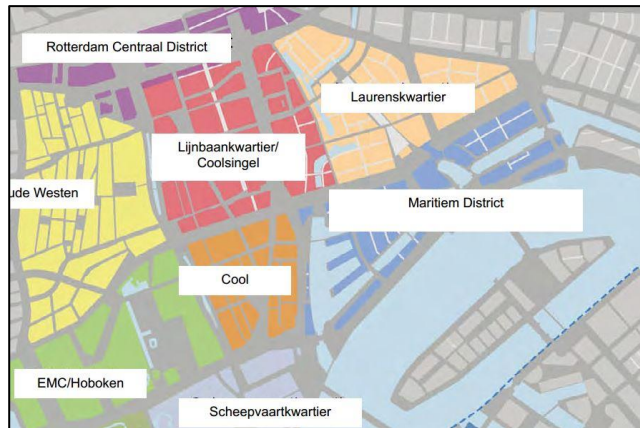 Rotterdam Centraal District
Laurenskwartier
Lijnbaankwartier/
Coolsingel
ude Westen
Maritiem District
Cool
EMC/Hoboken
Scheepvaartkwartier